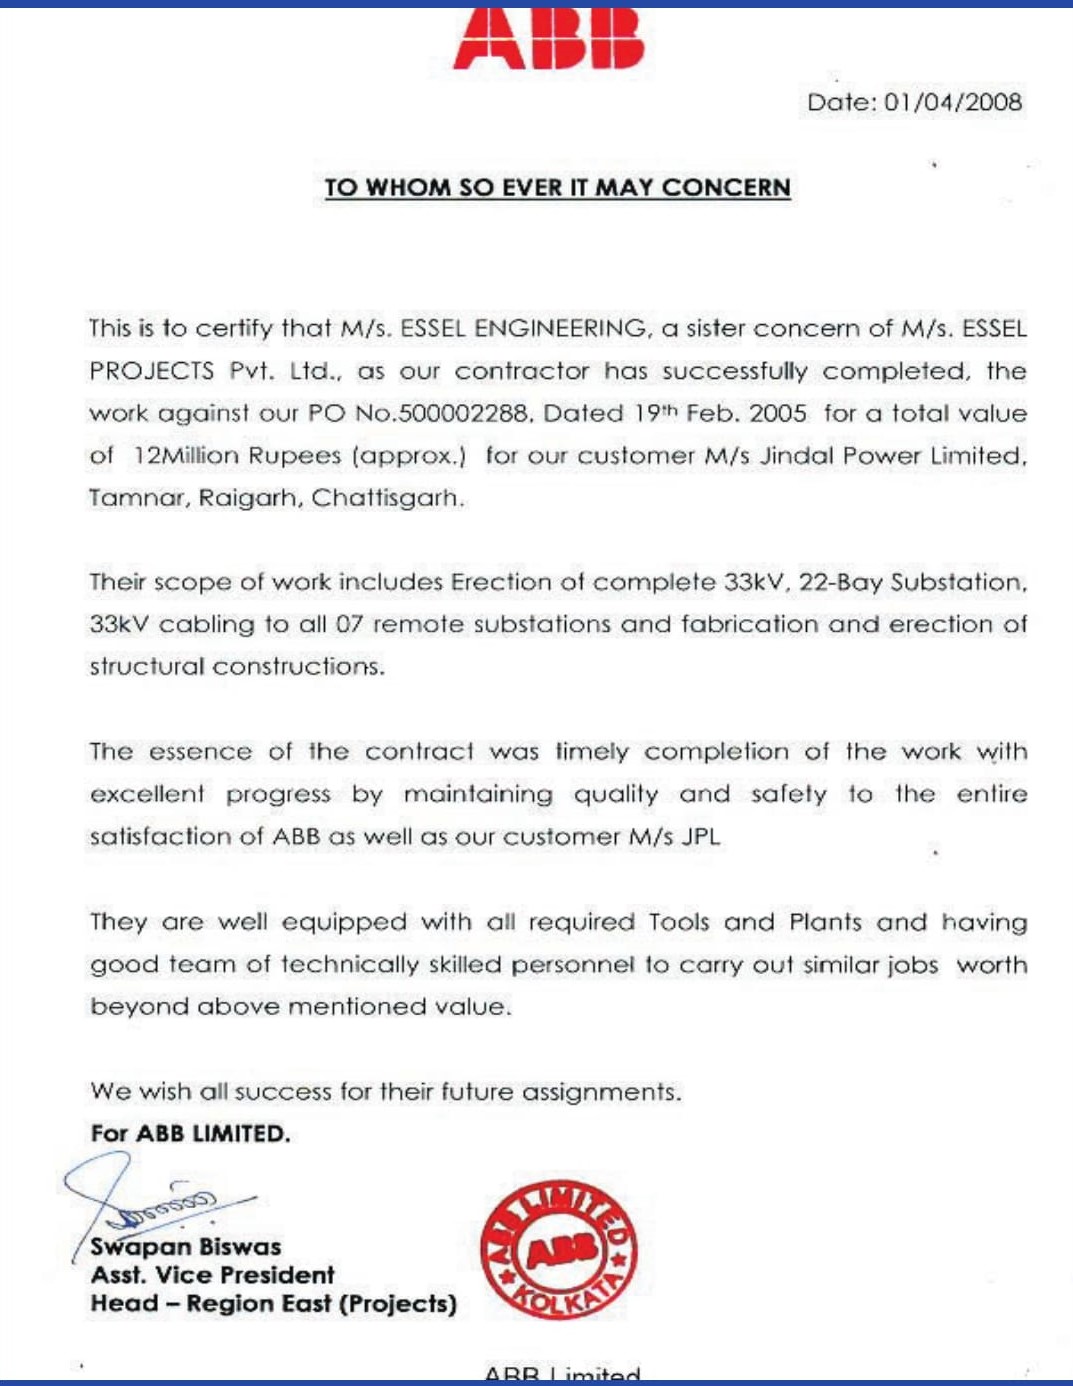 ABB
Date: 01/04/2008
TO WHOM SO EVER IT MAY CONCERN
This is to certify that M/s. ESSEL ENGINEERING, a sister concern of M/s. ESSEL
PROJECTS Pvt. Ltd., as our contractor has successfully completed, the
work against our PO No.500002288, Dated 19th Feb. 2005 for a total value
of 12Million Rupees (approx.) for our customer M/s Jindal Power Limited,
Tamnar, Raigarh, Chattisgarh.
Their scope of work includes Erection of complete 33kV, 22-Bay Substation,
33kV cabling to all 07 remote substations and fabrication and erection of
structural constructions.
The essence of the contract was timely completion of the work with
excellent progress by maintaining quality and safety to the entire
satisfaction of ABB as well as our customer M/s JPL
They are well equipped with all required Tools and Plants and having
good team of technically skilled personnel to carry out similar jobs worth
beyond above mentioned value.
We wish all success for their future assignments.
For ABB LIMITED.
Swapan Biswas
Asst. Vice President
Head – Region East (Projects)
ABB LIMITED
ABB
★ KOLKATA ★
ABB Limited